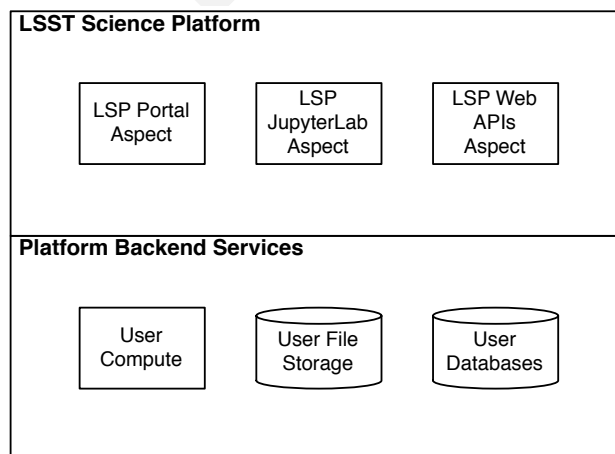 LSST Science Platform
LSP Portal
Aspect
LSP
JupyterLab
Aspect
LSP Web
APIs
Aspect
Platform Backend Services
User
Compute
User File
Storage
User
Databases